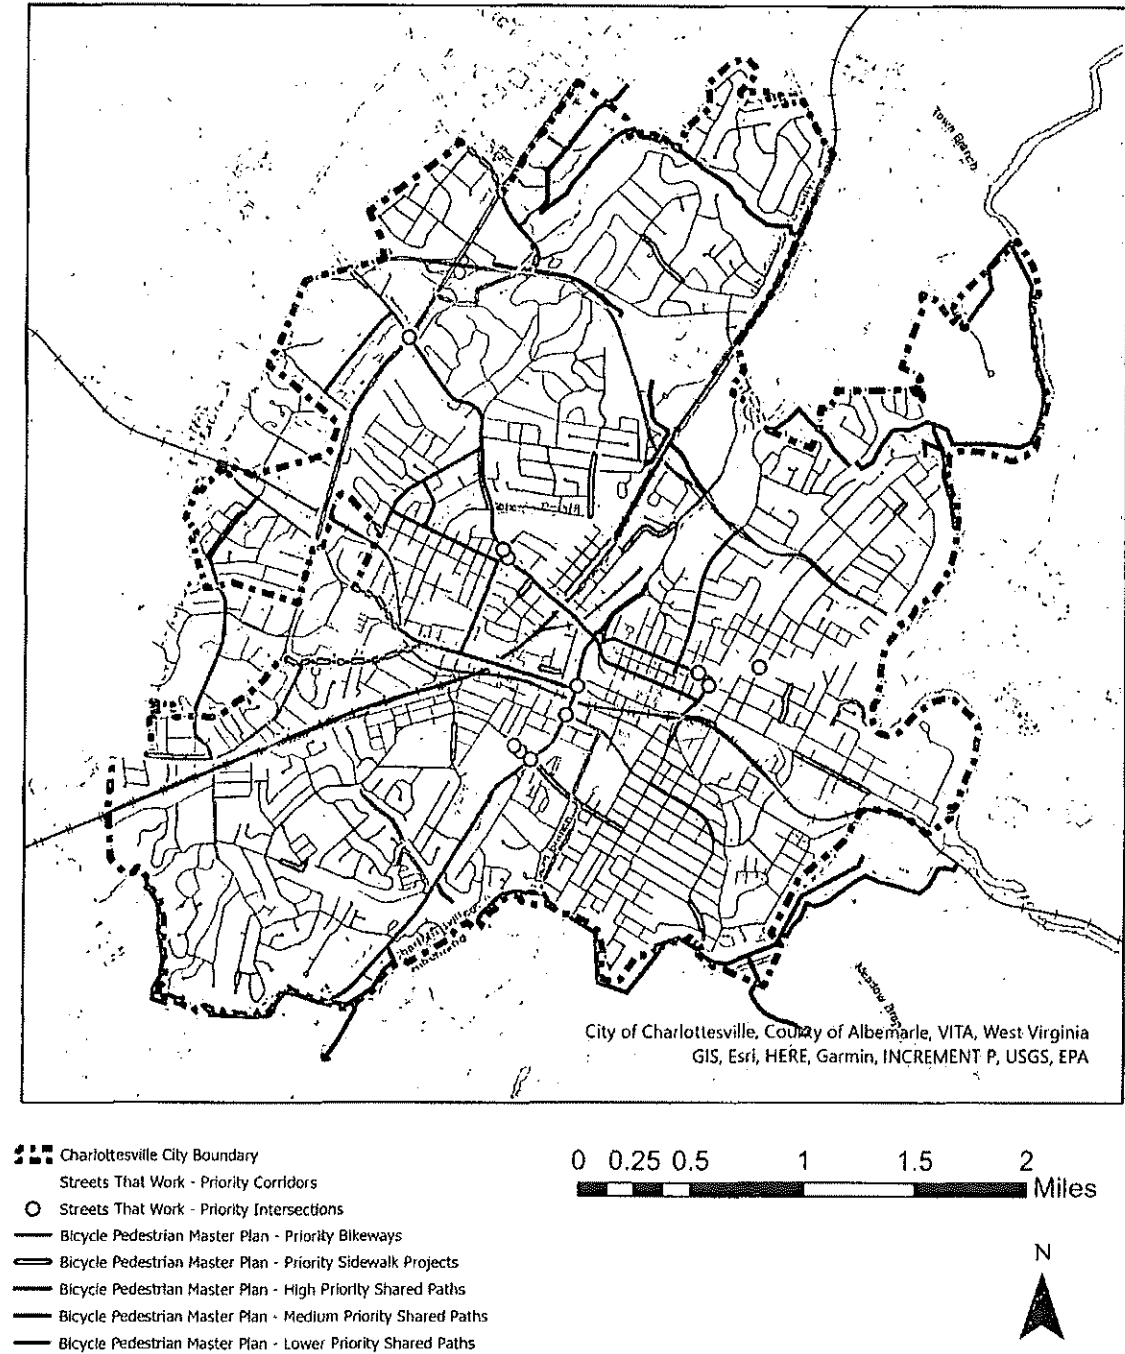 Town Branch
Meadow Branch
City of Charlottesville, County of Albemarle, VITA, West Virginia
GIS, Esri, HERE, Garmin, INCREMENT P, USGS, EPA
Charlottesville City Boundary
Streets That Work - Priority Corridors
Streets That Work - Priority Intersections
Bicycle Pedestrian Master Plan - Priority Bikeways
Bicycle Pedestrian Master Plan - Priority Sidewalk Projects
Bicycle Pedestrian Master Plan - High Priority Shared Paths
Bicycle Pedestrian Master Plan - Medium Priority Shared Paths
Bicycle Pedestrian Master Plan - Lower Priority Shared Paths
0 0.25 0.5 1 1.5 2
Miles
N